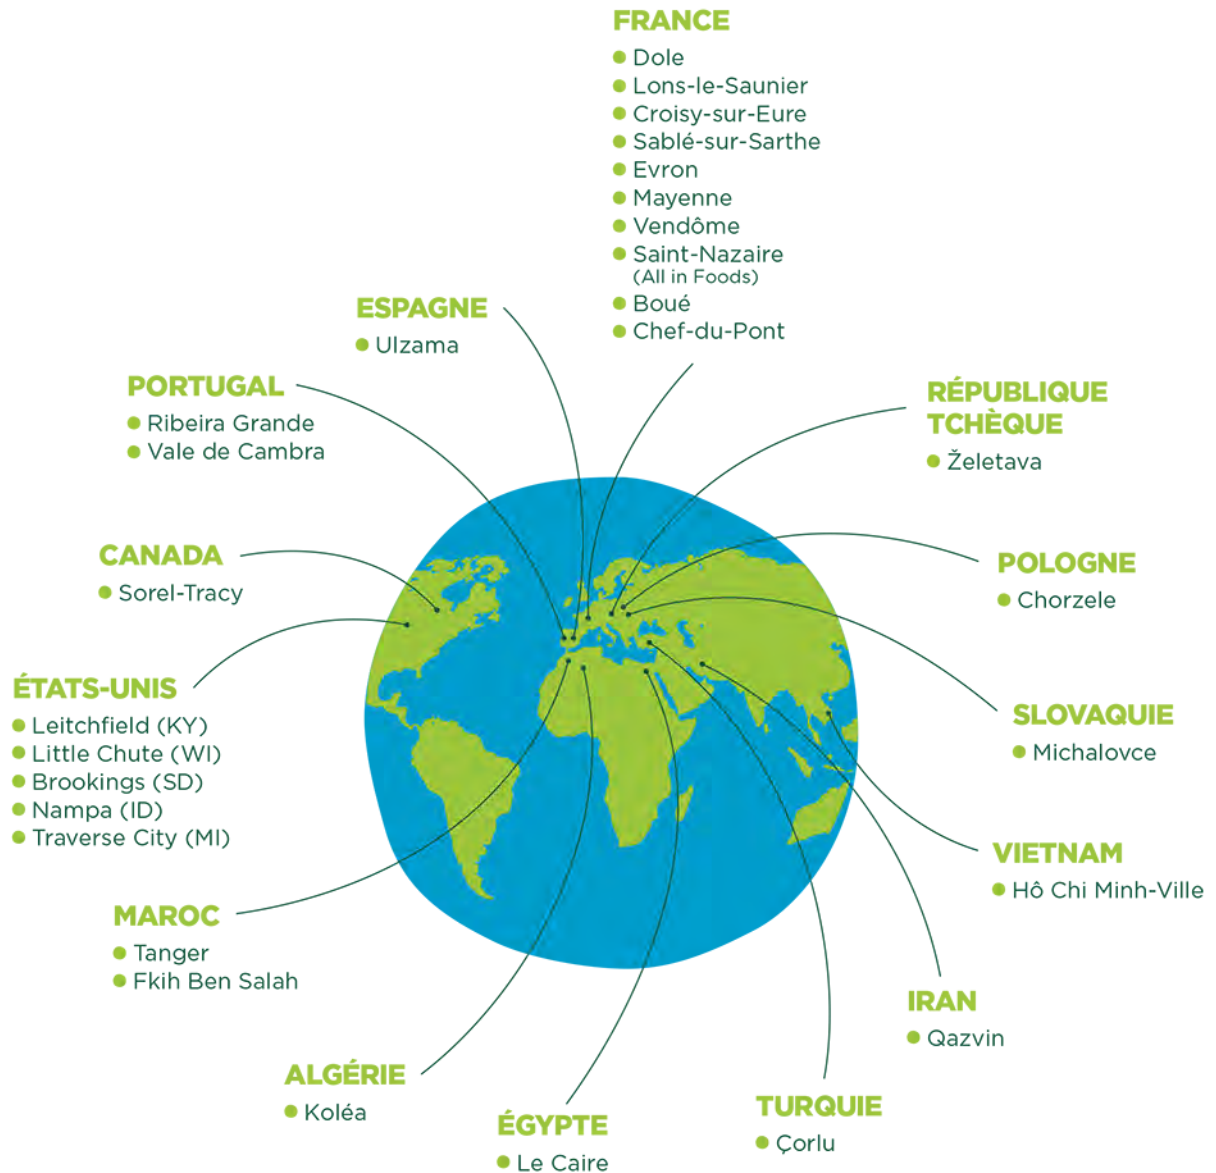 FRANCE
Dole
Lons-le-Saunier
Croisy-sur-Eure
Sablé-sur-Sarthe
Evron
Mayenne
Vendôme
Saint-Nazaire
(All in Foods)
Boué
Chef-du-Pont
ESPAGNE
Ulzama
PORTUGAL
Ribeira Grande
Vale de Cambra
RÉPUBLIQUE
TCHÈQUE
Želetava
CANADA
Sorel-Tracy
POLOGNE
Chorzele
ÉTATS-UNIS
Leitchfield (KY)
Little Chute (WI)
Brookings (SD)
Nampa (ID)
Traverse City (MI)
SLOVAQUIE
Michalovce
VIETNAM
Hô Chi Minh-Ville
MAROC
Tanger
Fkih Ben Salah
IRAN
Qazvin
ALGÉRIE
Koléa
ÉGYPTE
Le Caire
TURQUIE
Çorlu